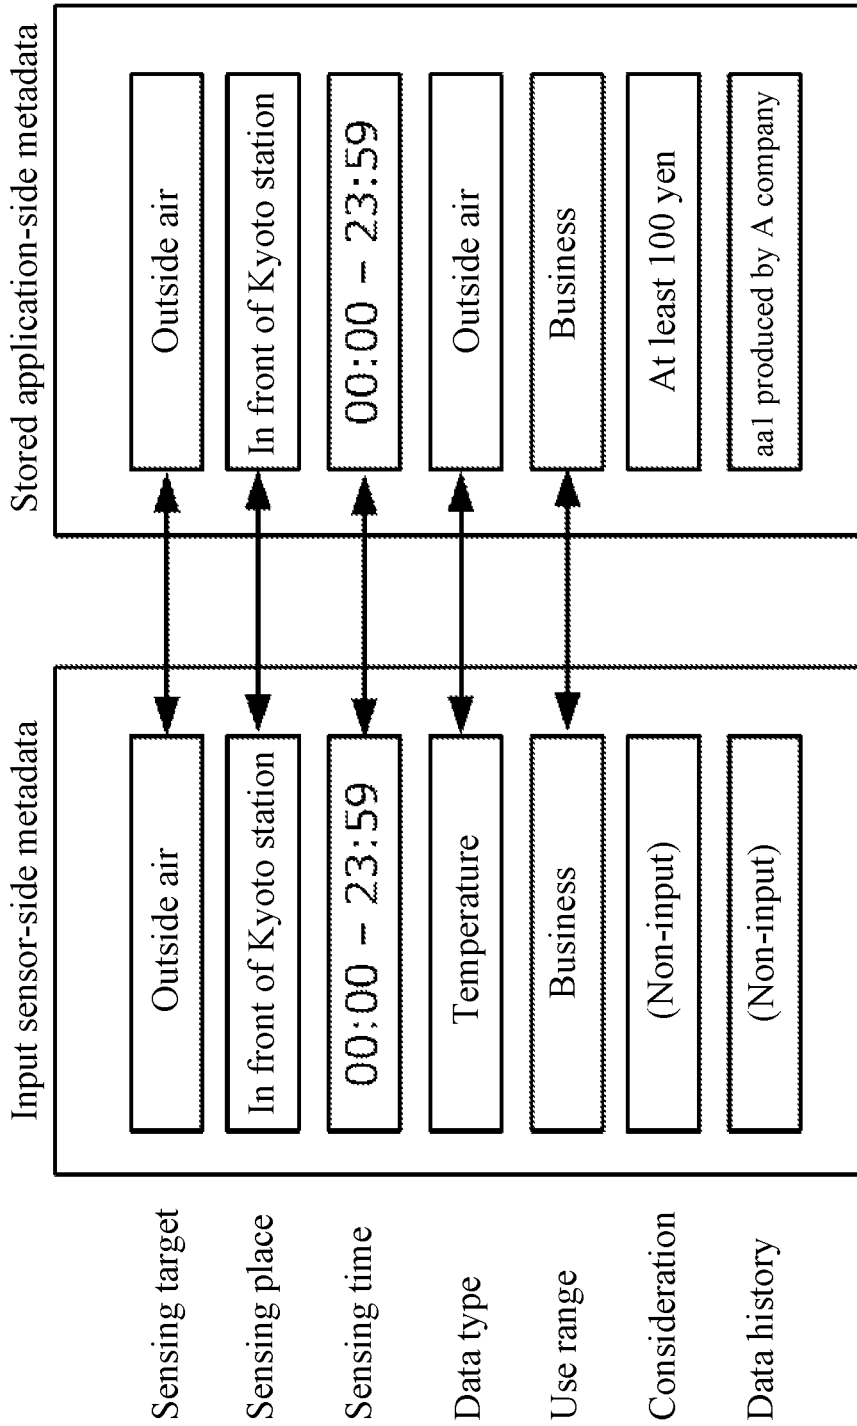 Input sensor-side metadata
Stored application-side metadata
Sensing target
Outside air
Outside air
Sensing place
In front of Kyoto station
In front of Kyoto station
Sensing time
00:00 – 23:59
00:00 – 23:59
Data type
Temperature
Outside air
Use range
Business
Business
Consideration
(Non-input)
At least 100 yen
Data history
(Non-input)
aa1 produced by A company